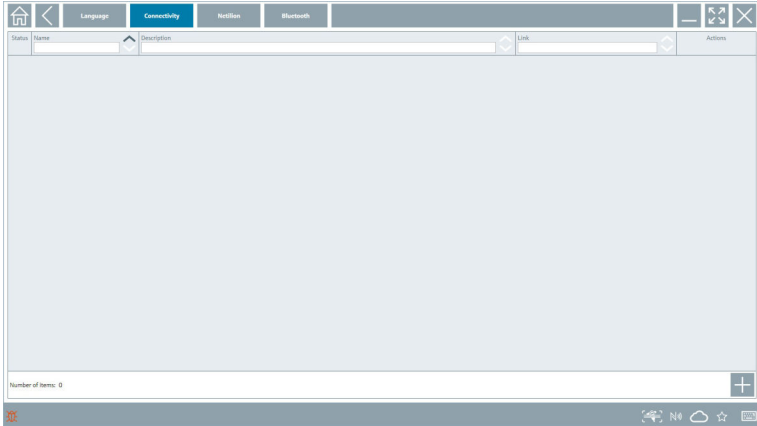 Language Connectivity Netilion Bluetooth
Status Name Description Link Actions
Number of items: 0
N